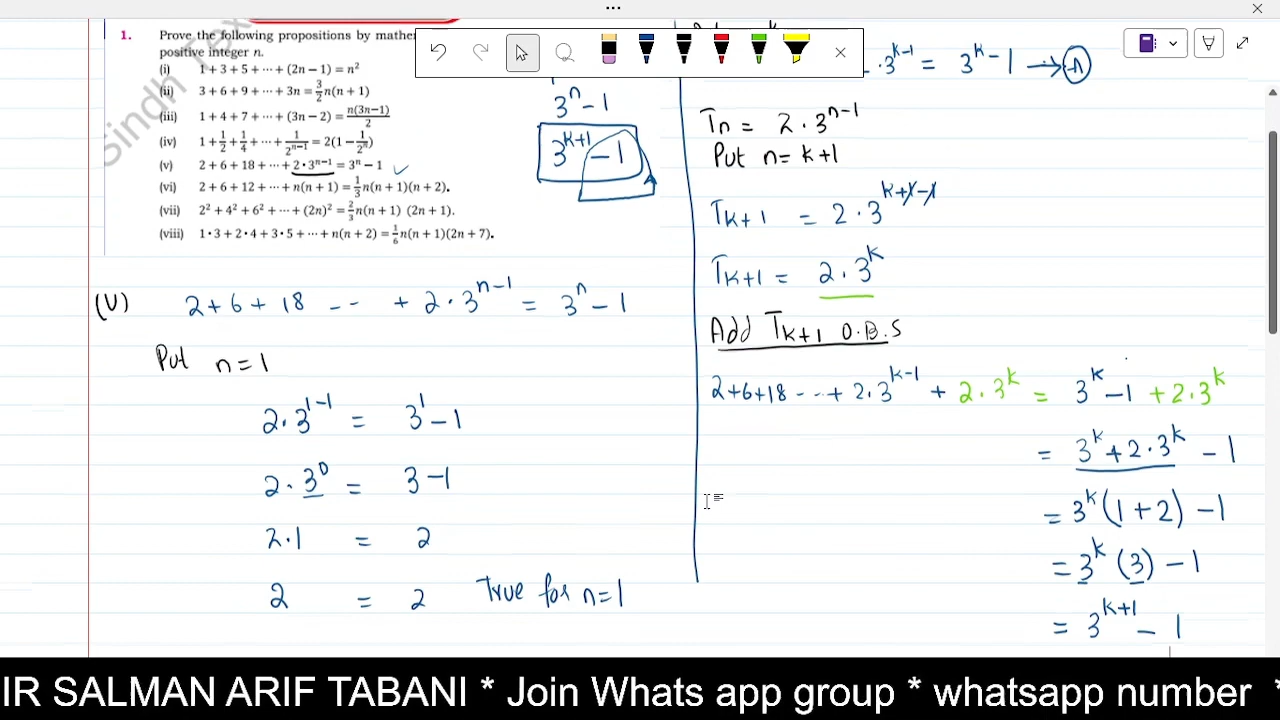 1. Prove the following propositions by mathe
positive integer n.
(i) 1 + 3 + 5 + ⋯ + (2n − 1) = n²
(ii) 3 + 6 + 9 + ⋯ + 3n = 3/2 n(n + 1)
(iii) 1 + 4 + 7 + ⋯ + (3n − 2) = n(3n−1)/2
(iv) 1 + 1/2 + 1/4 + ⋯ + 1/2ⁿ⁻¹ = 2(1 − 1/2ⁿ)
(v) 2 + 6 + 18 + ⋯ + 2 • 3ⁿ⁻¹ = 3ⁿ − 1
(vi) 2 + 6 + 12 + ⋯ + n(n + 1) = 1/3 n(n + 1)(n + 2).
(vii) 2² + 4² + 6² + ⋯ + (2n)² = 2/3 n(n + 1) (2n + 1).
(viii) 1 • 3 + 2 • 4 + 3 • 5 + ⋯ + n(n + 2) = 1/6 n(n + 1)(2n + 7).
Sindh Tex
3ⁿ − 1
3ᵏ⁺¹ − 1
(V) 2 + 6 + 18 -- -- + 2 · 3ⁿ⁻¹ = 3ⁿ − 1
Put n = 1
2 · 3¹⁻¹ = 3¹ − 1
2 · 3⁰ = 3 − 1
2 · 1 = 2
2 = 2 True for n = 1
· 3ᵏ⁻¹ = 3ᵏ − 1 →
Tn = 2 · 3ⁿ⁻¹
Put n = k+1
Tk+1 = 2 · 3ᵏ⁺¹⁻¹
Tk+1 = 2 · 3ᵏ
Add Tk+1 O.B.S
2+6+18 -- -- + 2 · 3ᵏ⁻¹ + 2 · 3ᵏ = 3ᵏ − 1 + 2 · 3ᵏ
= 3ᵏ + 2 · 3ᵏ − 1
= 3ᵏ (1 + 2) − 1
= 3ᵏ (3) − 1
= 3ᵏ⁺¹ − 1
IR SALMAN ARIF TABANI * Join Whats app group * whatsapp number *